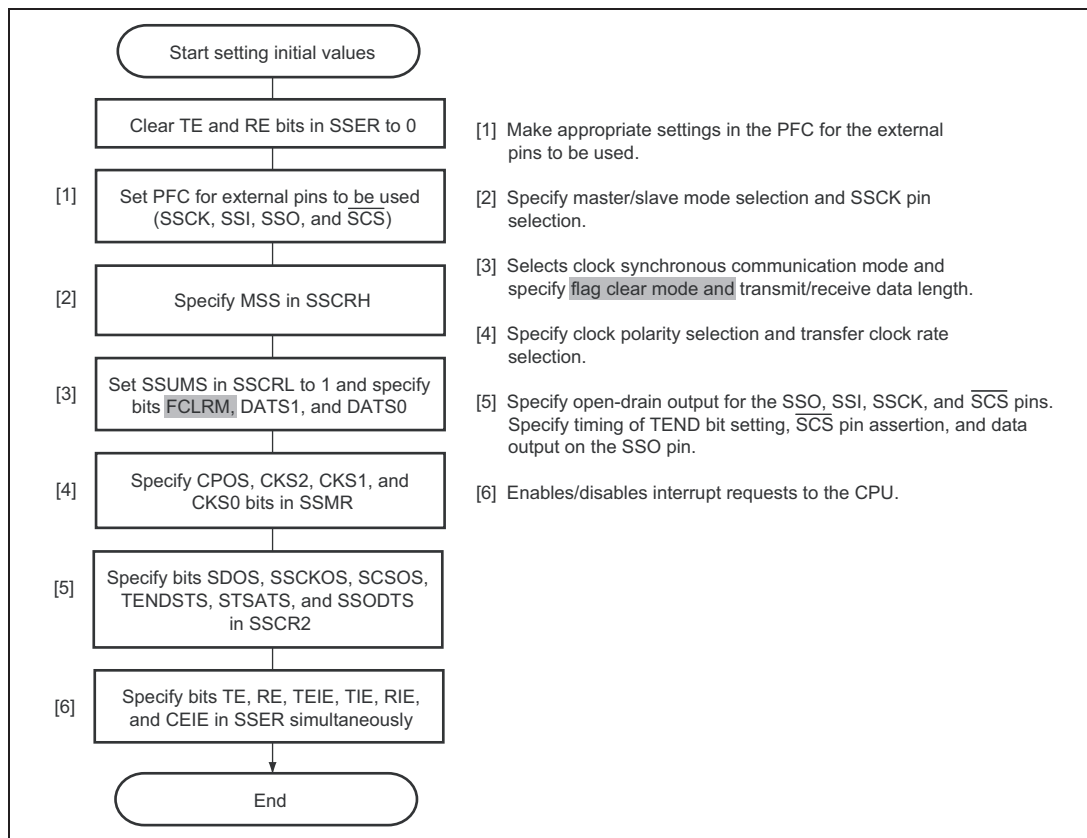 Start setting initial values
Clear TE and RE bits in SSER to 0
[1]
Set PFC for external pins to be used
(SSCK, SSI, SSO, and SCS)
[2]
Specify MSS in SSCRH
[3]
Set SSUMS in SSCRL to 1 and specify
bits FCLRM, DATS1, and DATS0
[4]
Specify CPOS, CKS2, CKS1, and
CKS0 bits in SSMR
[5]
Specify bits SDOS, SSCKOS, SCSOS,
TENDSTS, STSATS, and SSODTS
in SSCR2
[6]
Specify bits TE, RE, TEIE, TIE, RIE,
and CEIE in SSER simultaneously
End
[1] Make appropriate settings in the PFC for the external
pins to be used.
[2] Specify master/slave mode selection and SSCK pin
selection.
[3] Selects clock synchronous communication mode and
specify flag clear mode and transmit/receive data length.
[4] Specify clock polarity selection and transfer clock rate
selection.
[5] Specify open-drain output for the SSO, SSI, SSCK, and SCS pins.
Specify timing of TEND bit setting, SCS pin assertion, and data
output on the SSO pin.
[6] Enables/disables interrupt requests to the CPU.